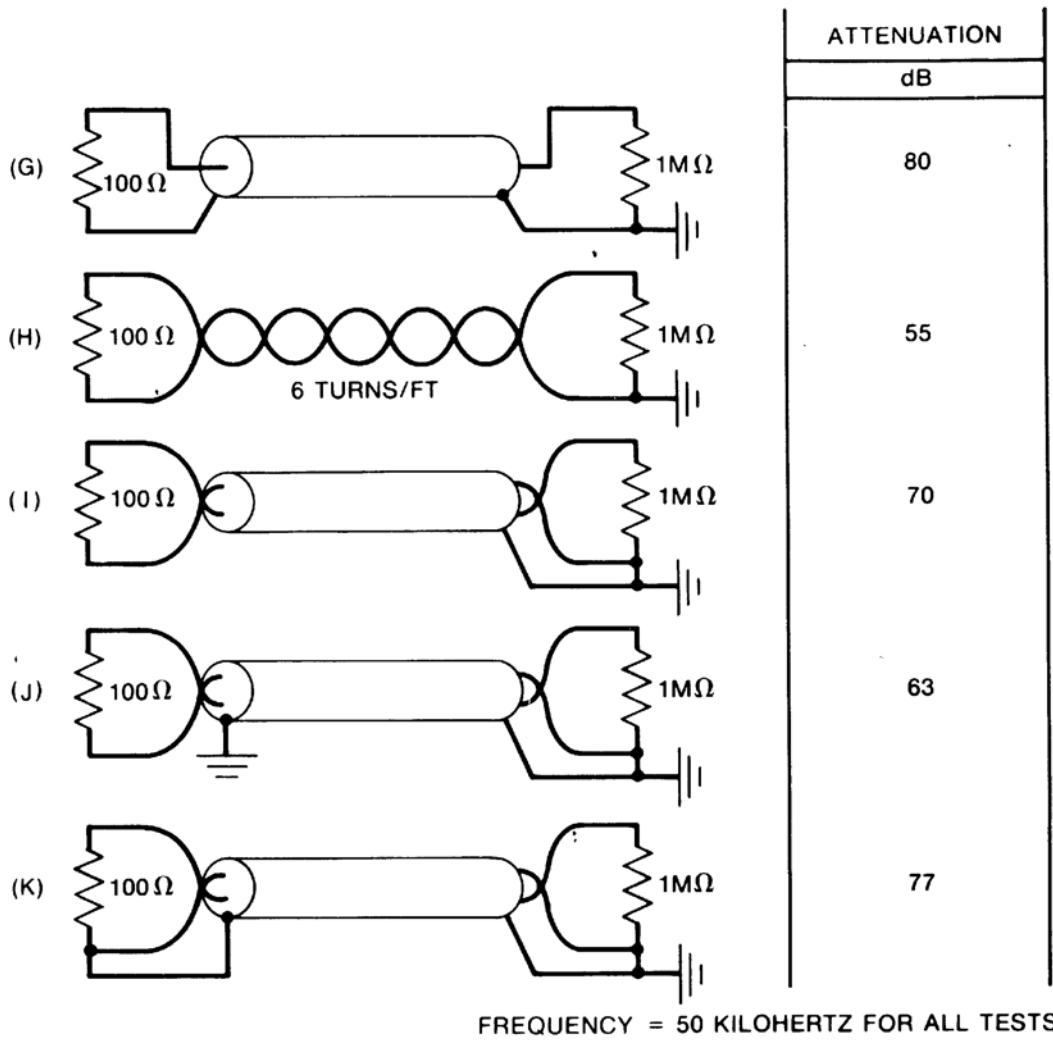 ATTENUATION
dB
(G) 100 Ω 1MΩ 80
(H) 100 Ω 1MΩ 55
6 TURNS/FT
(I) 100 Ω 1MΩ 70
(J) 100 Ω 1MΩ 63
(K) 100 Ω 1MΩ 77
FREQUENCY = 50 KILOHERTZ FOR ALL TESTS